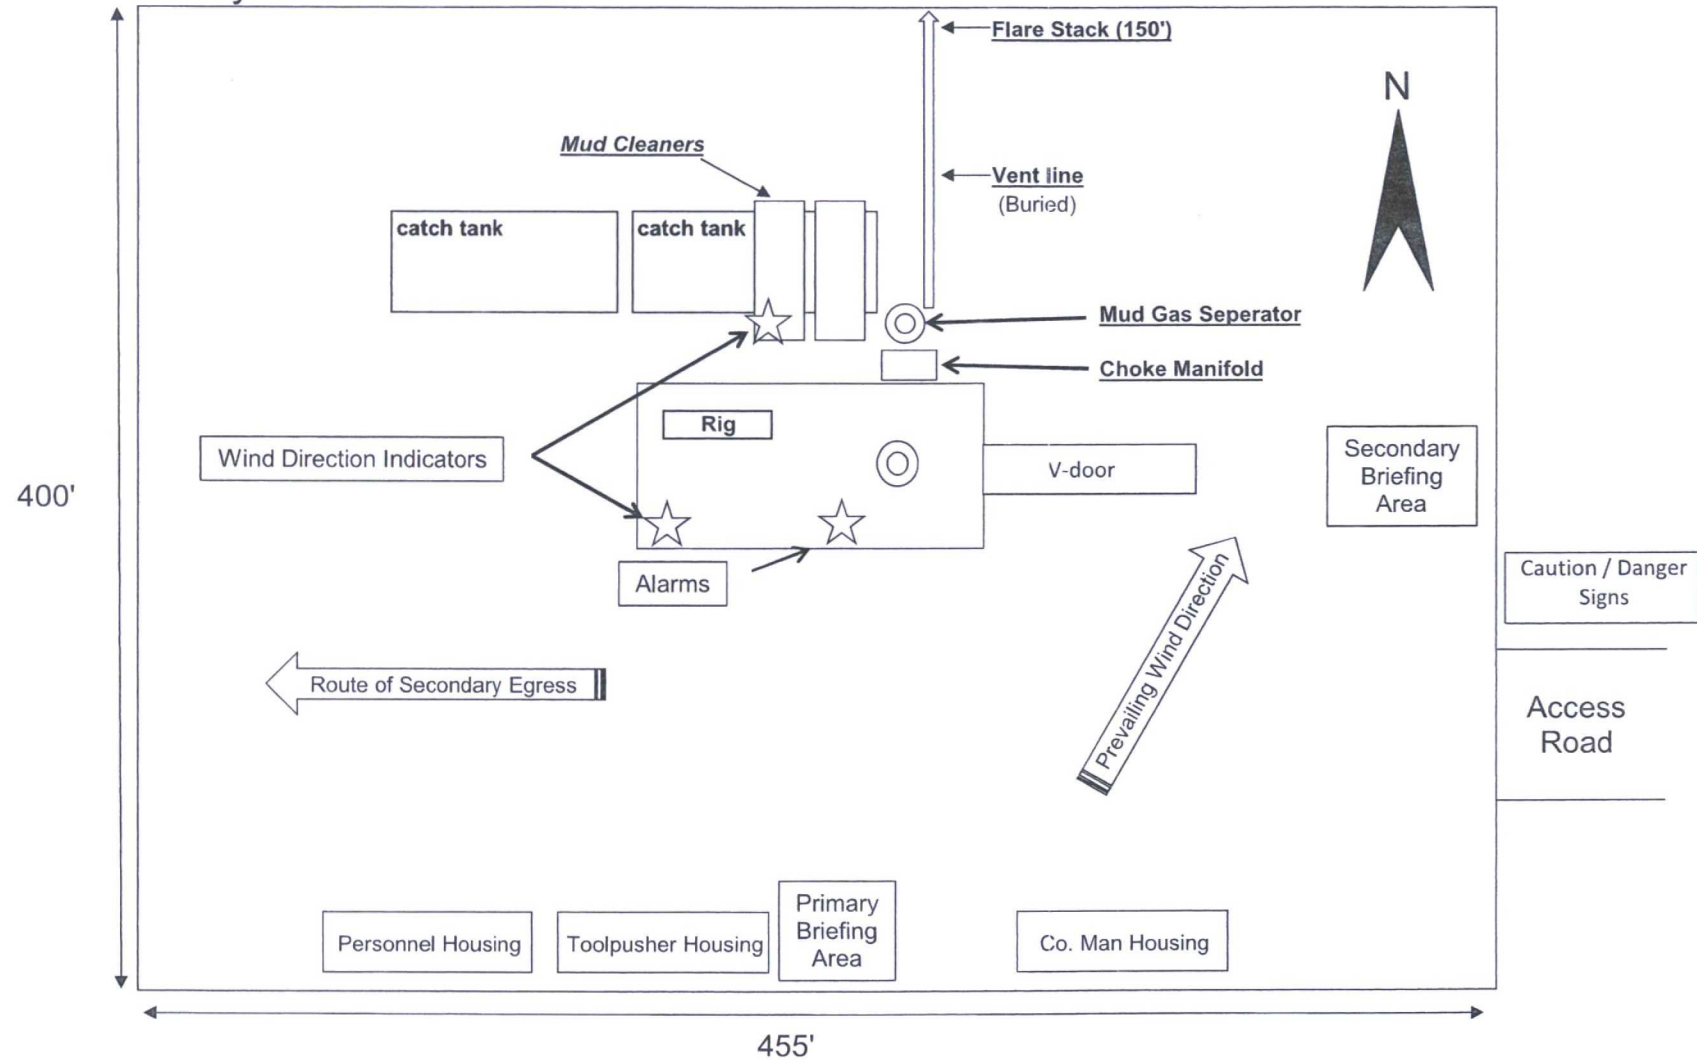 Flare Stack (150')
N
Mud Cleaners
Vent line
(Buried)
catch tank
catch tank
Mud Gas Seperator
Choke Manifold
Rig
Wind Direction Indicators
V-door
Secondary
Briefing
Area
400'
Alarms
Caution / Danger
Signs
Prevailing Wind Direction
Route of Secondary Egress
Access
Road
Primary
Briefing
Area
Personnel Housing
Toolpusher Housing
Co. Man Housing
455'